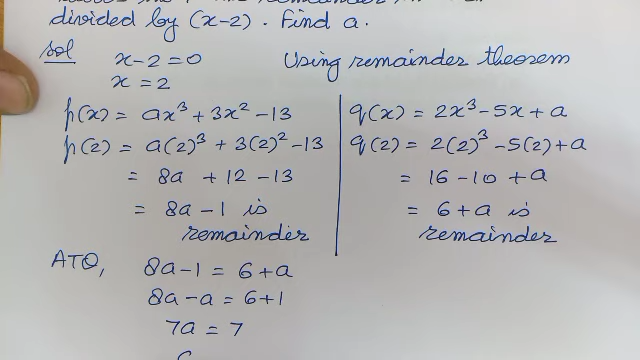 divided by (x-2). Find a.
Sol x-2=0 Using remainder theorem
x = 2
p(x) = ax³ + 3x² - 13
p(2) = a(2)³ + 3(2)² - 13
= 8a + 12 - 13
= 8a - 1 is
remainder
q(x) = 2x³ - 5x + a
q(2) = 2(2)³ - 5(2) + a
= 16 - 10 + a
= 6 + a is
remainder
ATQ, 8a - 1 = 6 + a
8a - a = 6 + 1
7a = 7